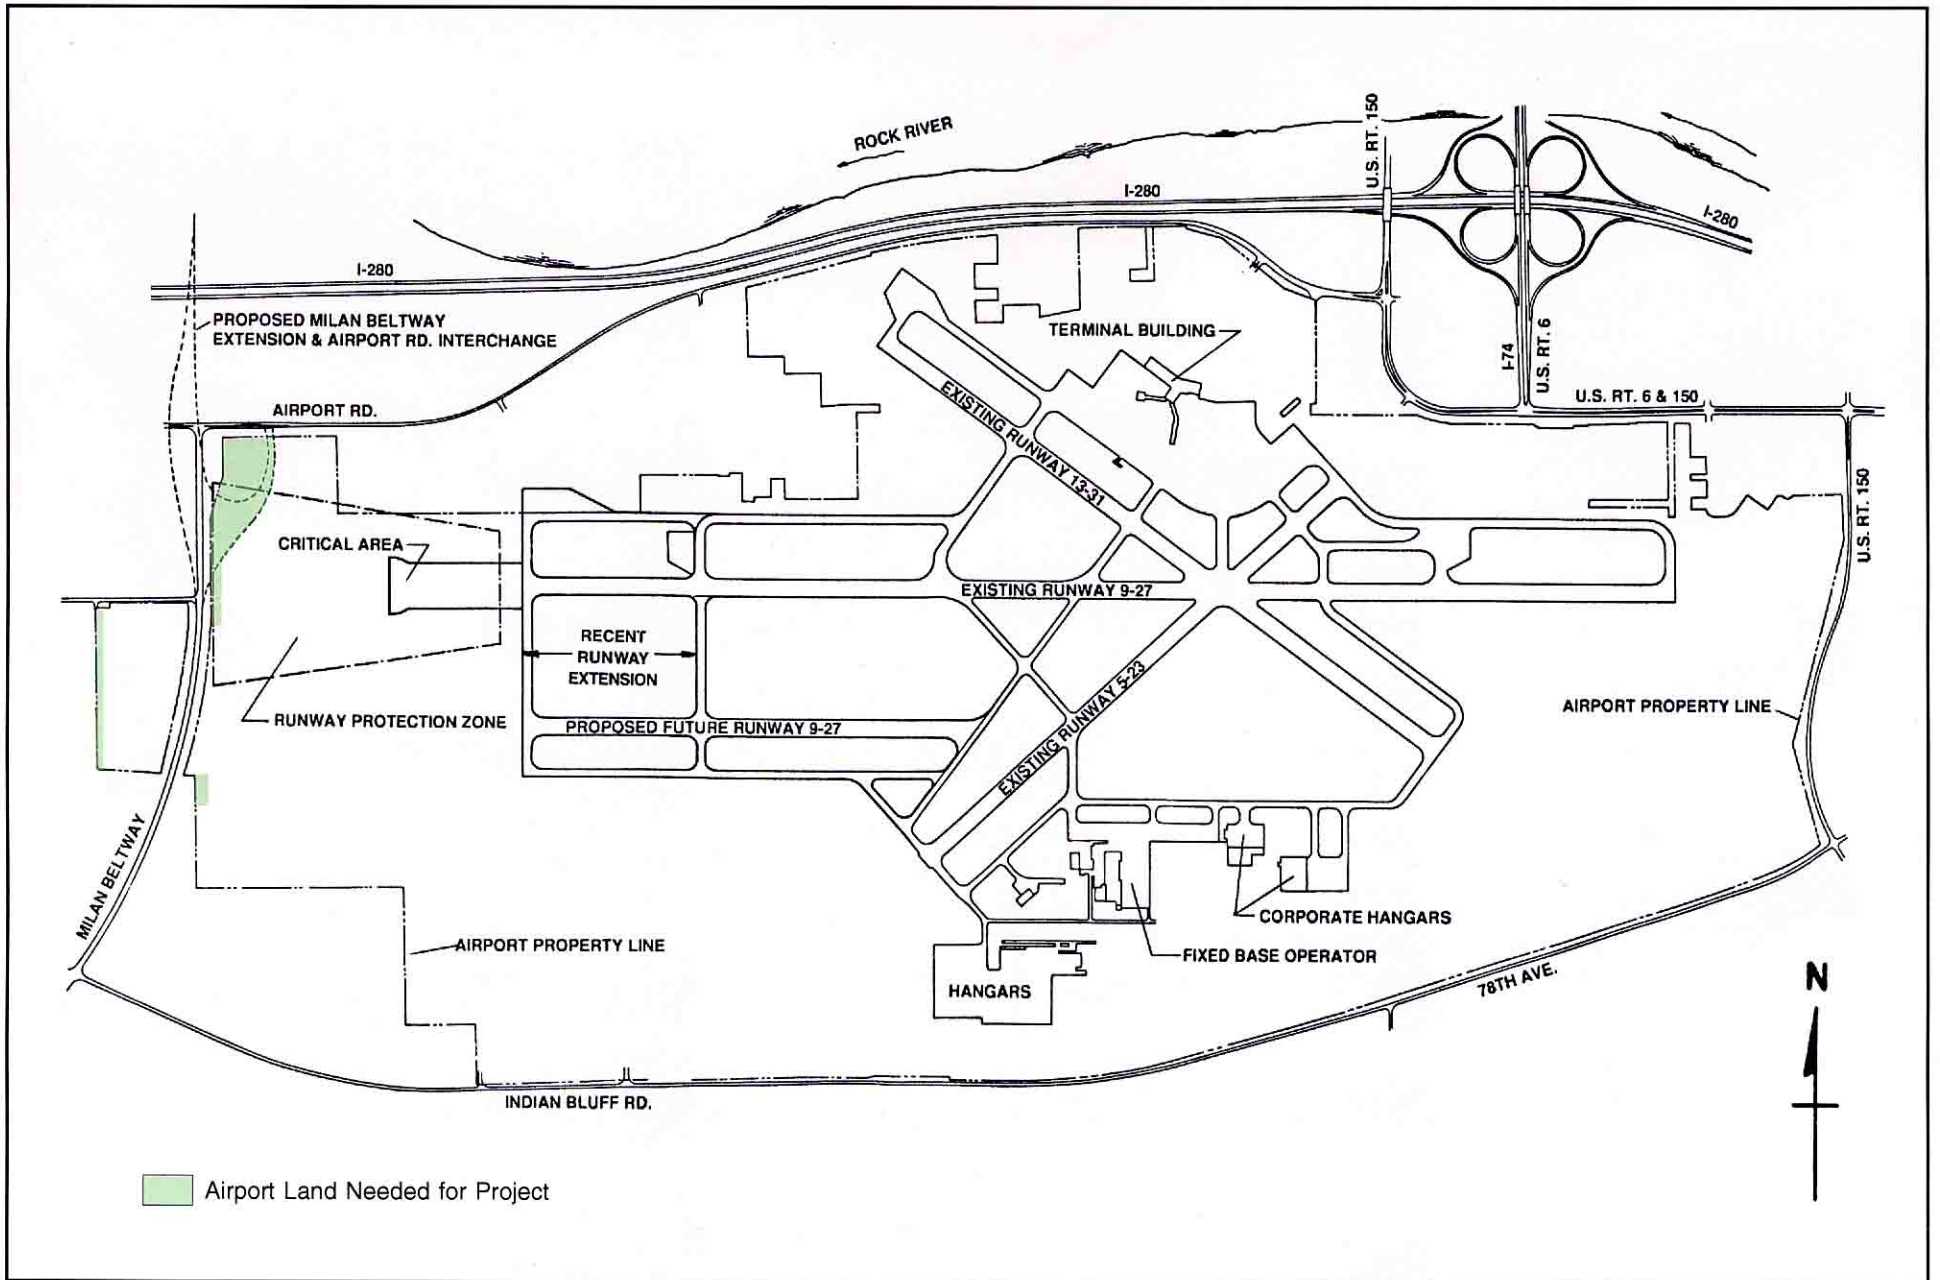 U.S. RT. 150
ROCK RIVER
I-280
I-280
I-280
PROPOSED MILAN BELTWAY
EXTENSION & AIRPORT RD. INTERCHANGE
TERMINAL BUILDING
I-74
U.S. RT. 6
U.S. RT. 6 & 150
AIRPORT RD.
EXISTING RUNWAY 13-31
U.S. RT. 150
CRITICAL AREA
EXISTING RUNWAY 9-27
RECENT
RUNWAY
EXTENSION
RUNWAY PROTECTION ZONE
PROPOSED FUTURE RUNWAY 9-27
EXISTING RUNWAY 5-23
AIRPORT PROPERTY LINE
MILAN BELTWAY
AIRPORT PROPERTY LINE
CORPORATE HANGARS
FIXED BASE OPERATOR
HANGARS
78TH AVE.
N
INDIAN BLUFF RD.
Airport Land Needed for Project